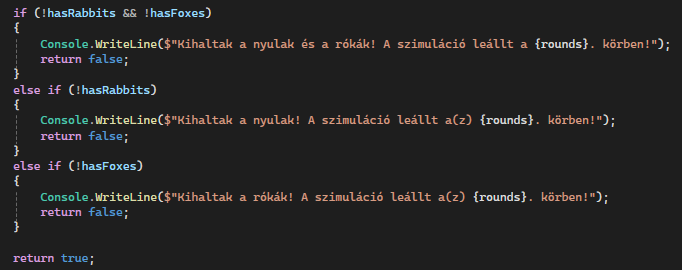 if (!hasRabbits && !hasFoxes)
{
Console.WriteLine($"Kihaltak a nyulak és a rókák! A szimuláció leállt a {rounds}. körben!");
return false;
}
else if (!hasRabbits)
{
Console.WriteLine($"Kihaltak a nyulak! A szimuláció leállt a(z) {rounds}. körben!");
return false;
}
else if (!hasFoxes)
{
Console.WriteLine($"Kihaltak a rókák! A szimuláció leállt a(z) {rounds}. körben!");
return false;
}
return true;